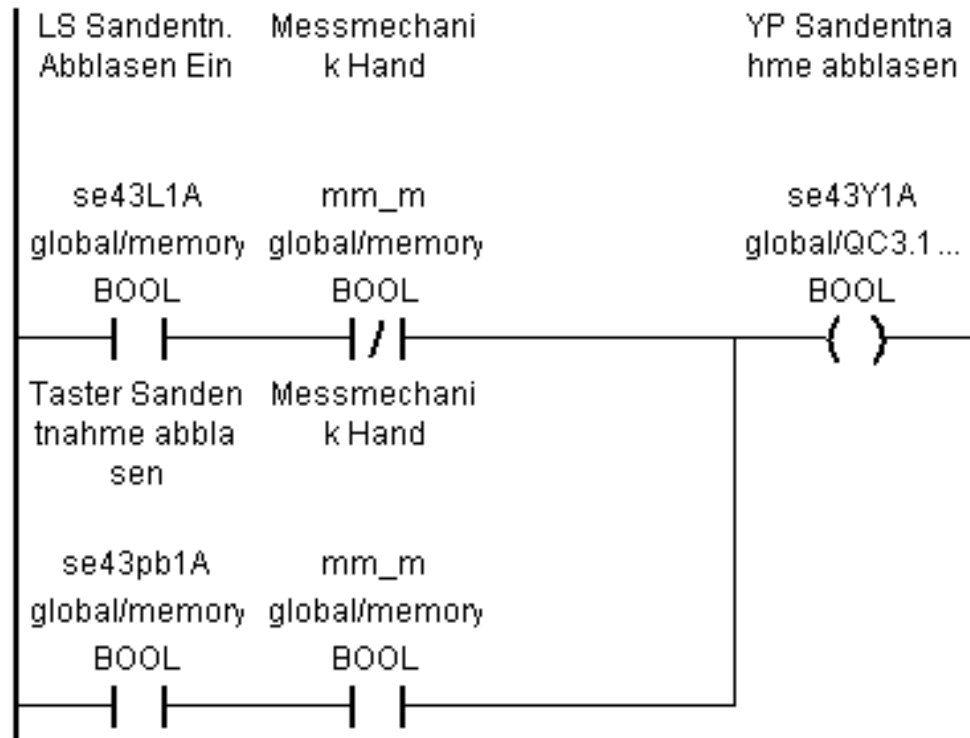 LS Sandentn.
Abblasen Ein
Messmechani
k Hand
YP Sandentna
hme abblasen
se43L1A
global/memory
BOOL
mm_m
global/memory
BOOL
se43Y1A
global/QC3.1...
BOOL
Taster Sanden
tnahme abbla
sen
Messmechani
k Hand
se43pb1A
global/memory
BOOL
mm_m
global/memory
BOOL